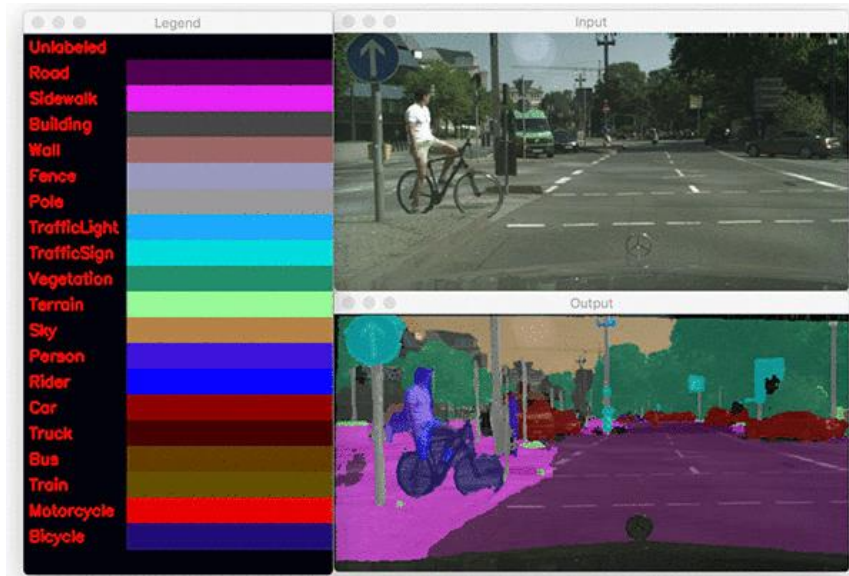 Legend
Unlabeled
Road
Sidewalk
Building
Wall
Fence
Pole
TrafficLight
TrafficSign
Vegetation
Terrain
Sky
Person
Rider
Car
Truck
Bus
Train
Motorcycle
Bicycle
Input
Output